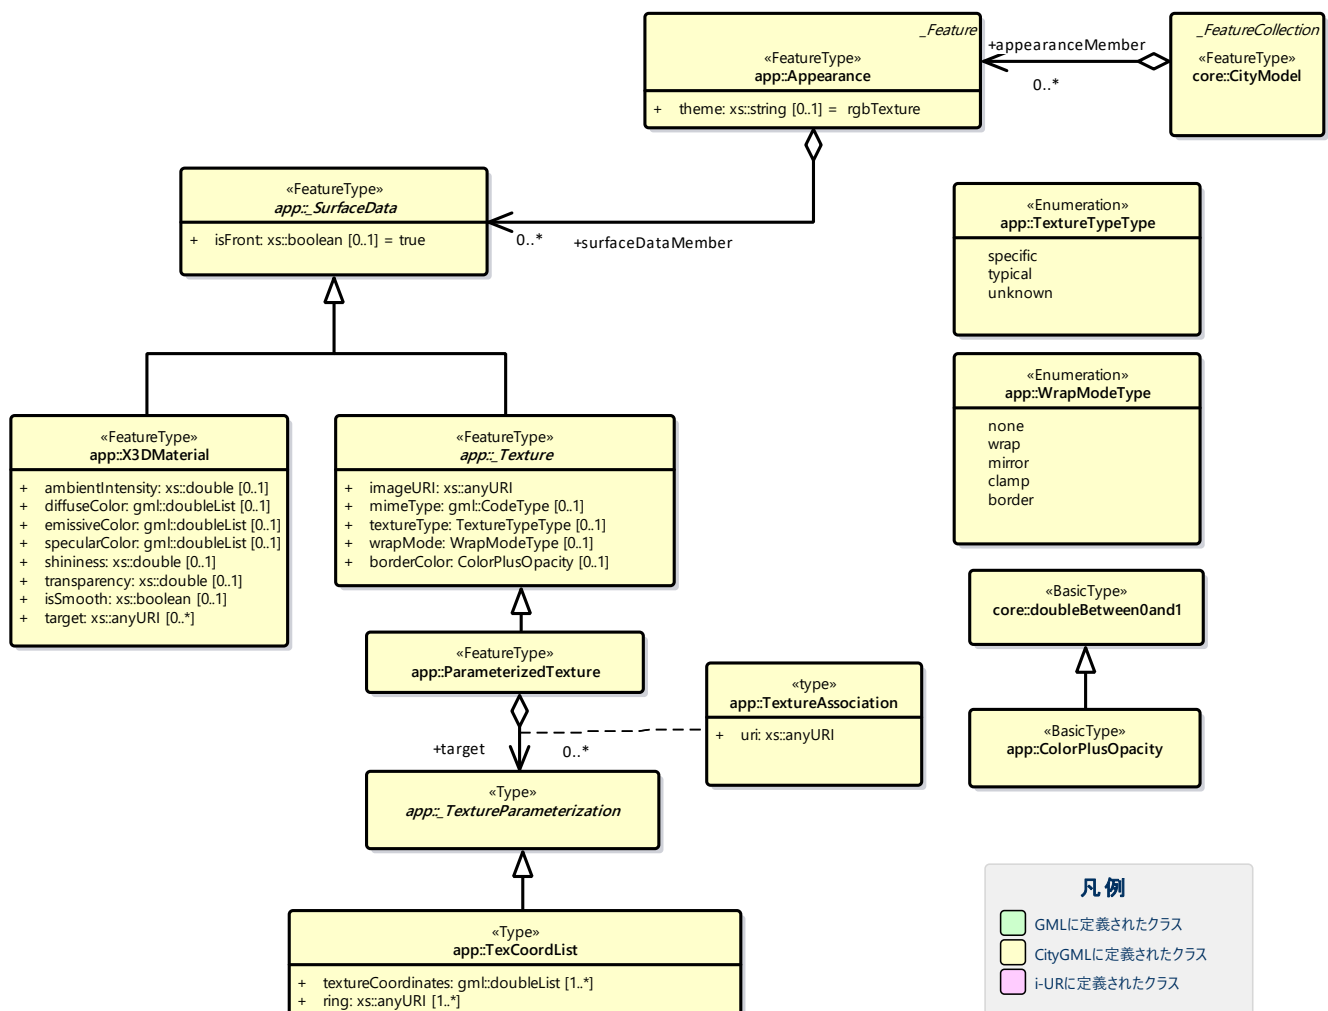 _Feature
«FeatureType»
app::Appearance
+ theme: xs::string [0..1] = rgbTexture
+appearanceMember
0..*
_FeatureCollection
«FeatureType»
core::CityModel
«FeatureType»
app::_SurfaceData
+ isFront: xs::boolean [0..1] = true
0..*
+surfaceDataMember
«Enumeration»
app::TextureTypeType
specific
typical
unknown
«Enumeration»
app::WrapModeType
none
wrap
mirror
clamp
border
«FeatureType»
app::X3DMaterial
+ ambientIntensity: xs::double [0..1]
+ diffuseColor: gml::doubleList [0..1]
+ emissiveColor: gml::doubleList [0..1]
+ specularColor: gml::doubleList [0..1]
+ shininess: xs::double [0..1]
+ transparency: xs::double [0..1]
+ isSmooth: xs::boolean [0..1]
+ target: xs::anyURI [0..*]
«FeatureType»
app::_Texture
+ imageURI: xs::anyURI
+ mimeType: gml::CodeType [0..1]
+ textureType: TextureTypeType [0..1]
+ wrapMode: WrapModeType [0..1]
+ borderColor: ColorPlusOpacity [0..1]
«BasicType»
core::doubleBetween0and1
«FeatureType»
app::ParameterizedTexture
«type»
app::TextureAssociation
+ uri: xs::anyURI
«BasicType»
app::ColorPlusOpacity
+target
0..*
«Type»
app::_TextureParameterization
«Type»
app::TexCoordList
+ textureCoordinates: gml::doubleList [1..*]
+ ring: xs::anyURI [1..*]
凡例
GMLに定義されたクラス
CityGMLに定義されたクラス
i-URに定義されたクラス